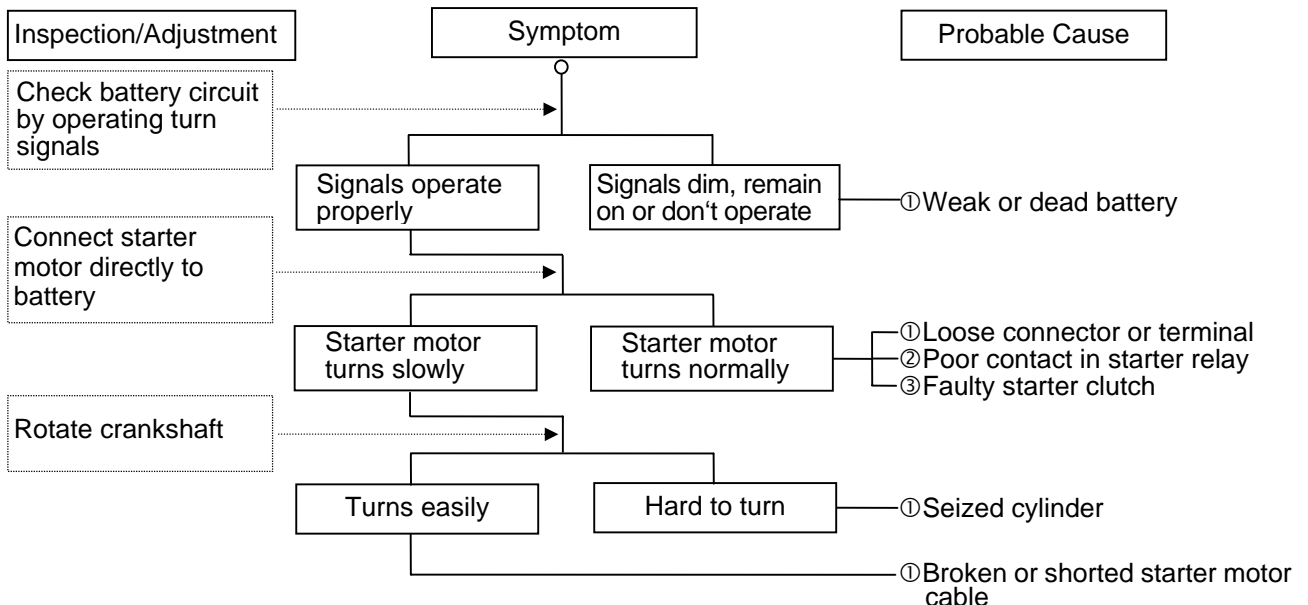 Inspection/Adjustment
Symptom
Probable Cause
Check battery circuit
by operating turn
signals
Signals operate
properly
Signals dim, remain
on or don‘t operate
①Weak or dead battery
Connect starter
motor directly to
battery
Starter motor
turns slowly
Starter motor
turns normally
①Loose connector or terminal
②Poor contact in starter relay
③Faulty starter clutch
Rotate crankshaft
Turns easily
Hard to turn
①Seized cylinder
①Broken or shorted starter motor
cable